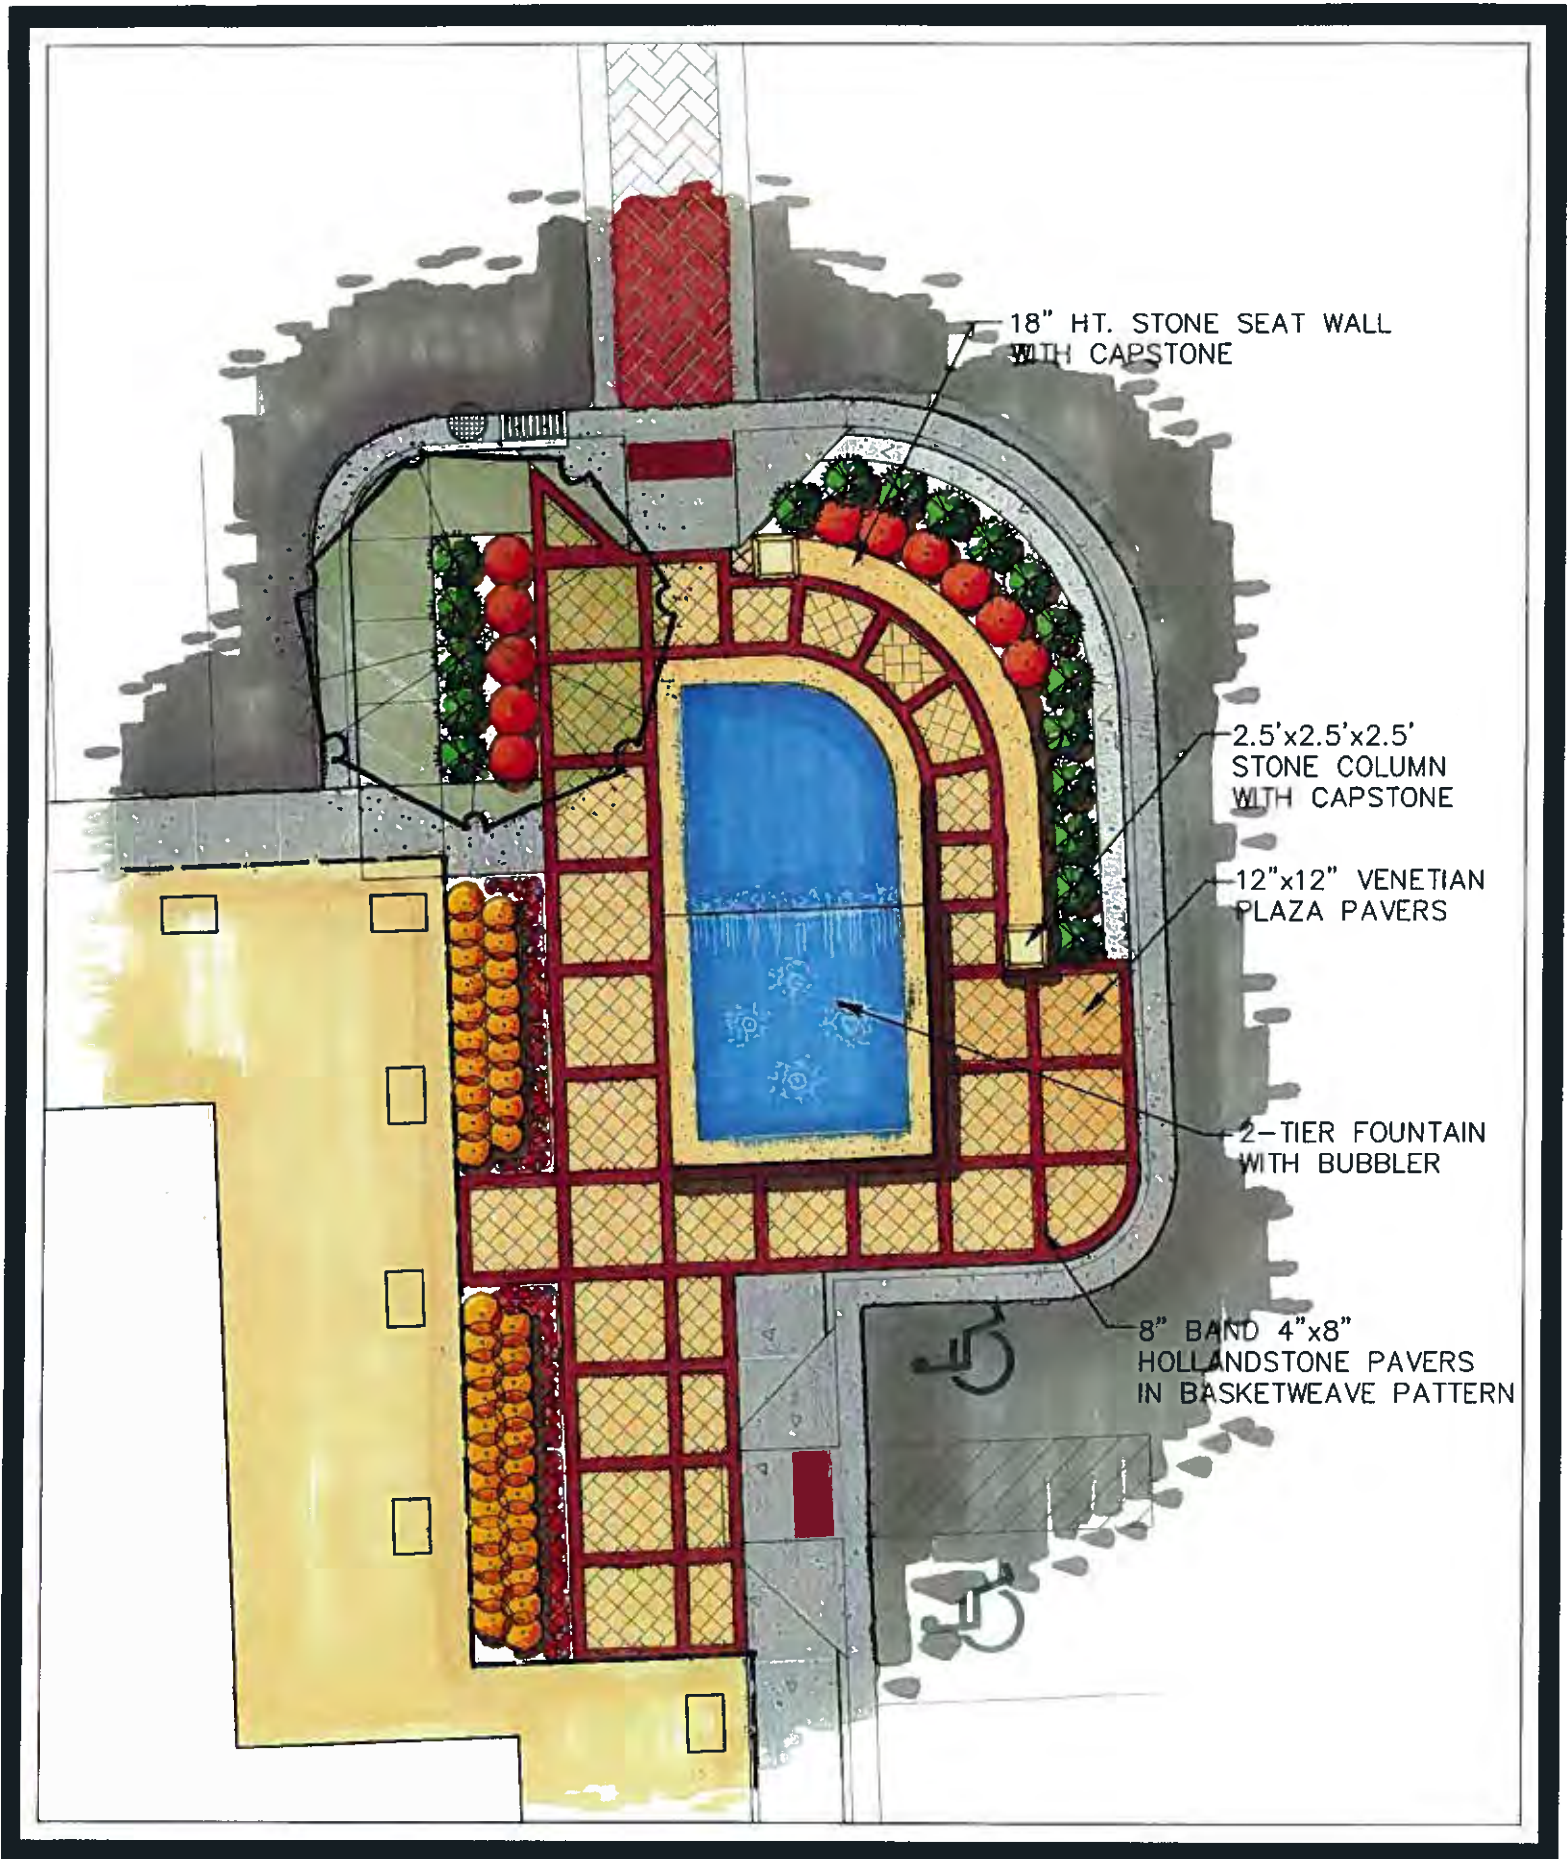 18" HT. STONE SEAT WALL
WITH CAPSTONE
2.5'x2.5'x2.5'
STONE COLUMN
WITH CAPSTONE
12"x12" VENETIAN
PLAZA PAVERS
2-TIER FOUNTAIN
WITH BUBBLER
8" BAND 4"x8"
HOLLANDSTONE PAVERS
IN BASKETWEAVE PATTERN